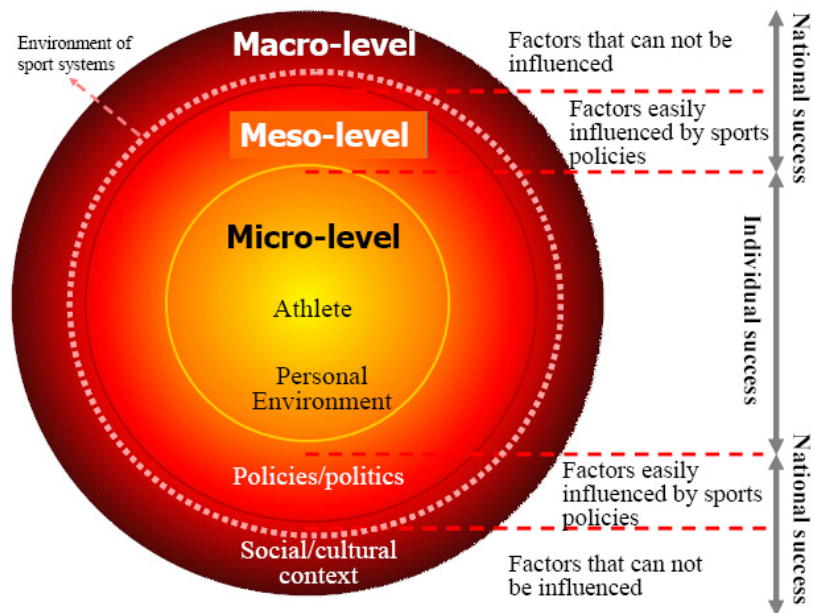 Macro-level
Environment of
sport systems
Factors that can not be
influenced
National success
Meso-level
Factors easily
influenced by sports
policies
Micro-level
Individual success
Athlete
Personal
Environment
Policies/politics
Factors easily
influenced by sports
policies
National success
Social/cultural
context
Factors that can not
be influenced